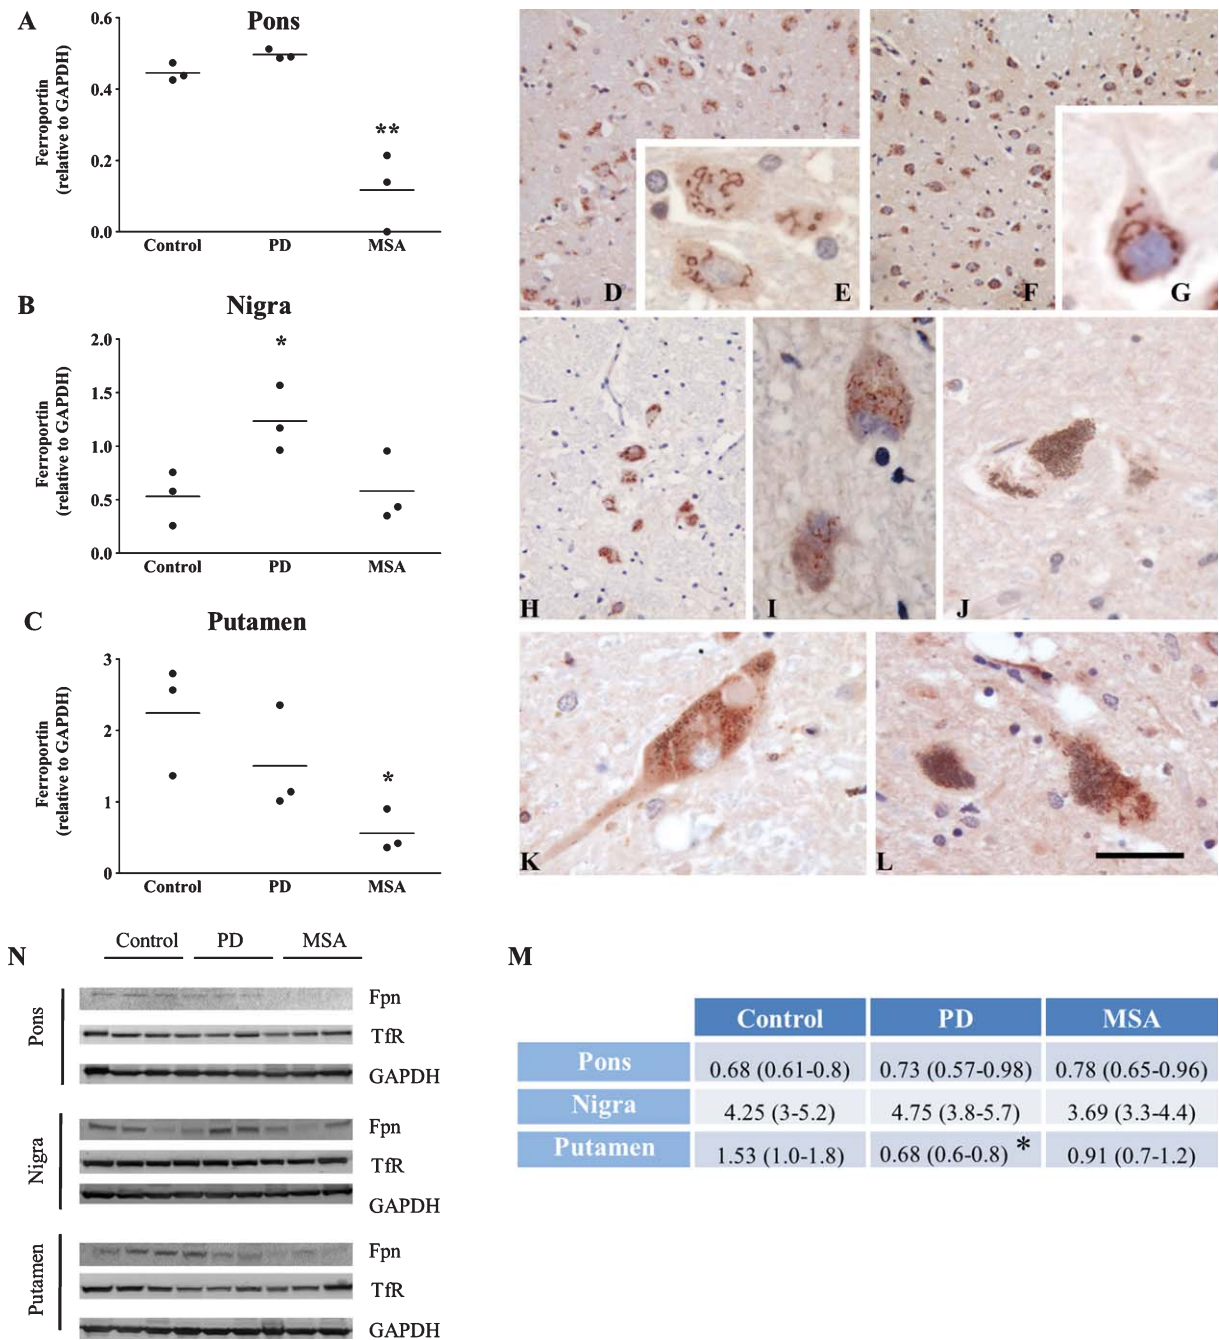 A
Pons
Ferroportin
(relative to GAPDH)
0.6
0.4
0.2
0.0
**
Control PD MSA
B
Nigra
Ferroportin
(relative to GAPDH)
2.0
1.5
1.0
0.5
0.0
*
Control PD MSA
C
Putamen
Ferroportin
(relative to GAPDH)
3
2
1
0
*
Control PD MSA
D
E
F
G
H
I
J
K
L
N
Control PD MSA
Pons
Fpn
TfR
GAPDH
Nigra
Fpn
TfR
GAPDH
Putamen
Fpn
TfR
GAPDH
M
Control PD MSA
Pons 0.68 (0.61-0.8) 0.73 (0.57-0.98) 0.78 (0.65-0.96)
Nigra 4.25 (3-5.2) 4.75 (3.8-5.7) 3.69 (3.3-4.4)
Putamen 1.53 (1.0-1.8) 0.68 (0.6-0.8) * 0.91 (0.7-1.2)